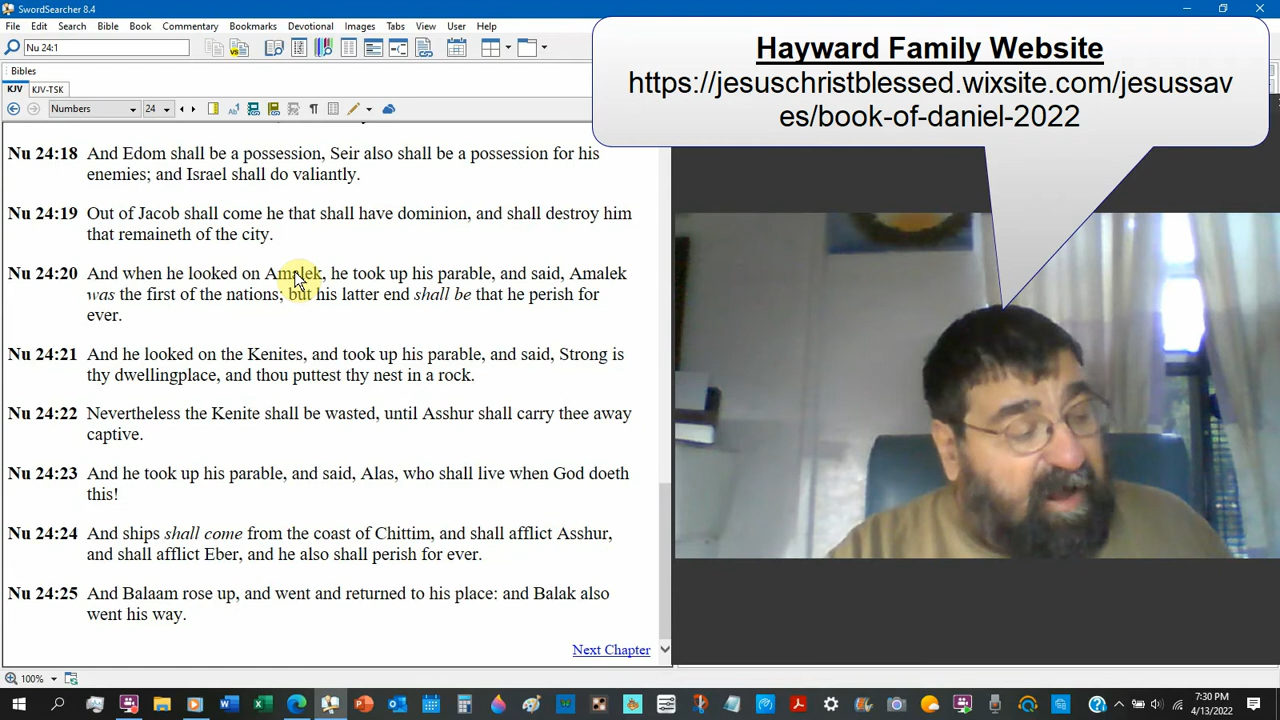 SwordSearcher 8.4
File Edit Search Bible Book Commentary Bookmarks Devotional Images Tabs View User Help
Nu 24:1
Bibles
KJV KJV-TSK
Numbers 24
Nu 24:18 And Edom shall be a possession, Seir also shall be a possession for his
enemies; and Israel shall do valiantly.
Nu 24:19 Out of Jacob shall come he that shall have dominion, and shall destroy him
that remaineth of the city.
Nu 24:20 And when he looked on Amalek, he took up his parable, and said, Amalek
was the first of the nations; but his latter end shall be that he perish for
ever.
Nu 24:21 And he looked on the Kenites, and took up his parable, and said, Strong is
thy dwellingplace, and thou puttest thy nest in a rock.
Nu 24:22 Nevertheless the Kenite shall be wasted, until Asshur shall carry thee away
captive.
Nu 24:23 And he took up his parable, and said, Alas, who shall live when God doeth
this!
Nu 24:24 And ships shall come from the coast of Chittim, and shall afflict Asshur,
and shall afflict Eber, and he also shall perish for ever.
Nu 24:25 And Balaam rose up, and went and returned to his place: and Balak also
went his way.
Next Chapter
100%
Hayward Family Website
https://jesuschristblessed.wixsite.com/jesussav
es/book-of-daniel-2022
7:30 PM
4/13/2022